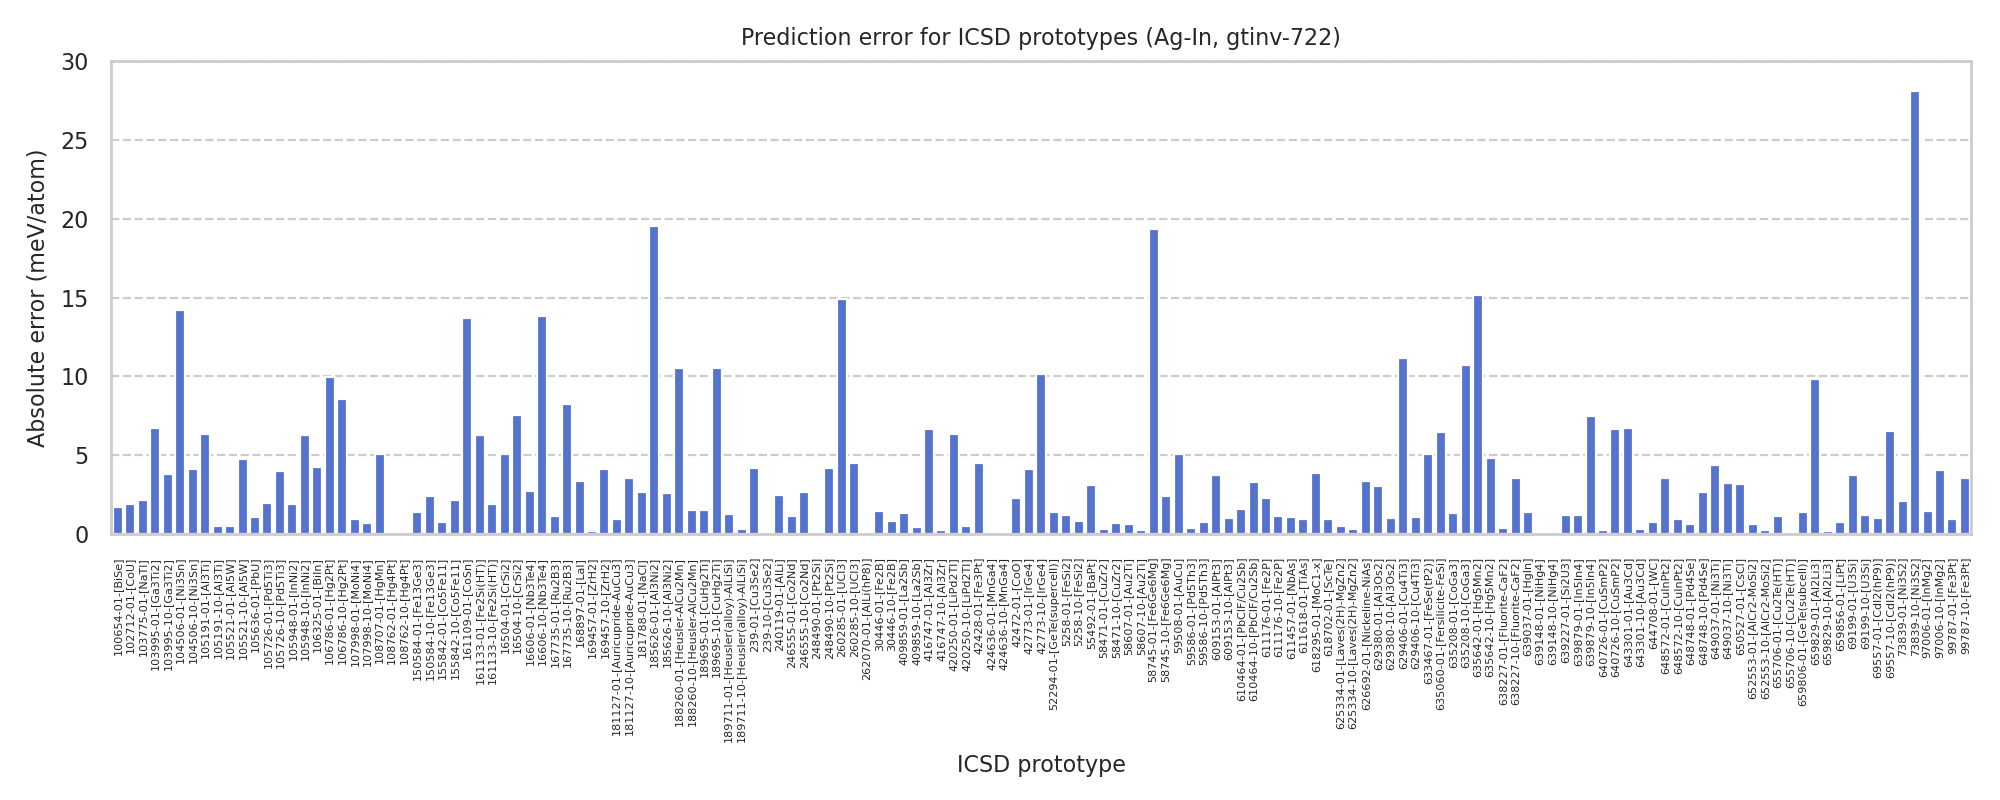 Prediction error for ICSD prototypes (Ag-In, gtinv-722)
Absolute error (meV/atom)
30
25
20
15
10
5
0
100654-01-[BiSe]
102712-01-[CoU]
103775-01-[NaTl]
103995-01-[Ga3Ti2]
103995-10-[Ga3Ti2]
104506-01-[Ni3Sn]
104506-10-[Ni3Sn]
105191-01-[Al3Ti]
105191-10-[Al3Ti]
105521-01-[Al5W]
105521-10-[Al5W]
105636-01-[PbU]
105726-01-[Pd5Ti3]
105726-10-[Pd5Ti3]
105948-01-[InNi2]
105948-10-[InNi2]
106325-01-[BiIn]
106786-01-[Hg2Pt]
106786-10-[Hg2Pt]
107998-01-[MoNi4]
107998-10-[MoNi4]
108707-01-[HgMn]
108762-01-[Hg4Pt]
108762-10-[Hg4Pt]
150584-01-[Fe13Ge3]
150584-10-[Fe13Ge3]
155842-01-[Co5Fe11]
155842-10-[Co5Fe11]
161109-01-[CoSn]
161133-01-[Fe2Si(HT)]
161133-10-[Fe2Si(HT)]
16504-01-[CrSi2]
16504-10-[CrSi2]
16606-01-[Nb3Te4]
16606-10-[Nb3Te4]
167735-01-[Ru2B3]
167735-10-[Ru2B3]
168897-01-[LaI]
169457-01-[ZrH2]
169457-10-[ZrH2]
181127-01-[Auricupride-AuCu3]
181127-10-[Auricupride-AuCu3]
181788-01-[NaCl]
185626-01-[Al3Ni2]
185626-10-[Al3Ni2]
188260-01-[Heusler-AlCu2Mn]
188260-10-[Heusler-AlCu2Mn]
189695-01-[CuHg2Ti]
189695-10-[CuHg2Ti]
189711-01-[Heusler(alloy)-AlLiSi]
189711-10-[Heusler(alloy)-AlLiSi]
239-01-[Cu3Se2]
239-10-[Cu3Se2]
240119-01-[AlLi]
246555-01-[Co2Nd]
246555-10-[Co2Nd]
248490-01-[Pt2Si]
248490-10-[Pt2Si]
260285-01-[UCl3]
260285-10-[UCl3]
262070-01-[AlLi(hP8)]
30446-01-[Fe2B]
30446-10-[Fe2B]
409859-01-[La2Sb]
409859-10-[La2Sb]
416747-01-[Al3Zr]
416747-10-[Al3Zr]
420250-01-[LiPd2Tl]
420250-10-[LiPd2Tl]
42428-01-[Fe3Pt]
424636-01-[MnGa4]
424636-10-[MnGa4]
42472-01-[CoO]
42773-01-[IrGe4]
42773-10-[IrGe4]
52294-01-[GeTe(supercell)]
5258-01-[FeSi2]
5258-10-[FeSi2]
55492-01-[BaPt]
58471-01-[CuZr2]
58471-10-[CuZr2]
58607-01-[Au2Ti]
58607-10-[Au2Ti]
58745-01-[Fe6Ge6Mg]
58745-10-[Fe6Ge6Mg]
59508-01-[AuCu]
59586-01-[Pd5Th3]
59586-10-[Pd5Th3]
609153-01-[AlPt3]
609153-10-[AlPt3]
610464-01-[PbClF/Cu2Sb]
610464-10-[PbClF/Cu2Sb]
611176-01-[Fe2P]
611176-10-[Fe2P]
611457-01-[NbAs]
611618-01-[TiAs]
618295-01-[MoC1-x]
618702-01-[ScTe]
625334-01-[Laves(2H)-MgZn2]
625334-10-[Laves(2H)-MgZn2]
626692-01-[Nickeline-NiAs]
629380-01-[Al3Os2]
629380-10-[Al3Os2]
629406-01-[Cu4Ti3]
629406-10-[Cu4Ti3]
633467-01-[FeSe(tP2)]
635060-01-[Fersilicite-FeSi]
635208-01-[CoGa3]
635208-10-[CoGa3]
635642-01-[Hg5Mn2]
635642-10-[Hg5Mn2]
638227-01-[Fluorite-CaF2]
638227-10-[Fluorite-CaF2]
639037-01-[HgIn]
639148-01-[NiHg4]
639148-10-[NiHg4]
639227-01-[Si2U3]
639879-01-[In5In4]
639879-10-[In5In4]
640726-01-[CuSmP2]
640726-10-[CuSmP2]
643301-01-[Au3Cd]
643301-10-[Au3Cd]
644708-01-[WC]
648572-01-[CuInPt2]
648572-10-[CuInPt2]
648748-01-[Pd4Se]
648748-10-[Pd4Se]
649037-01-[Ni3Ti]
649037-10-[Ni3Ti]
650527-01-[CsCl]
652553-01-[AlCr2-MoSi2]
652553-10-[AlCr2-MoSi2]
655706-01-[Cu2Te(HT)]
655706-10-[Cu2Te(HT)]
659806-01-[GeTe(subcell)]
659829-01-[Al2Li3]
659829-10-[Al2Li3]
659856-01-[LiPt]
69199-01-[U3Si]
69199-10-[U3Si]
69557-01-[CdI2(hP9)]
69557-10-[CdI2(hP9)]
73839-01-[Ni3S2]
73839-10-[Ni3S2]
97006-01-[InMg2]
97006-10-[InMg2]
99787-01-[Fe3Pt]
99787-10-[Fe3Pt]
ICSD prototype